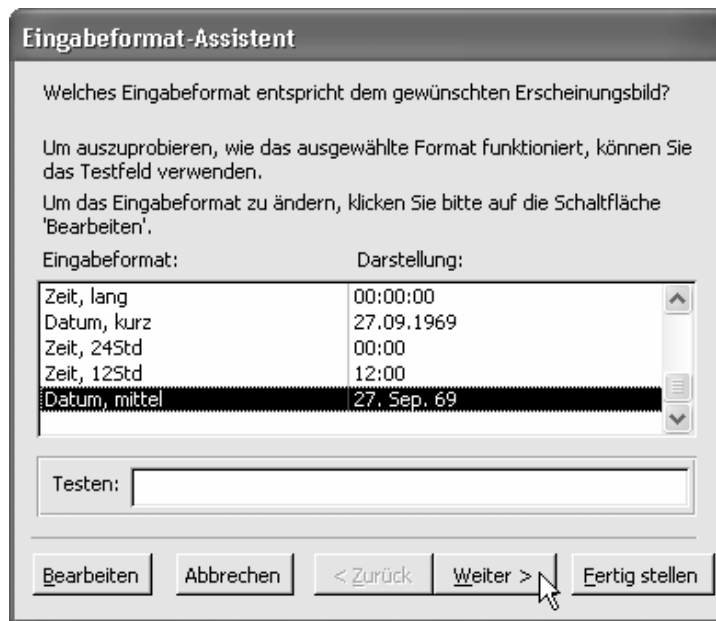 Eingabeformat-Assistent
Welches Eingabeformat entspricht dem gewünschten Erscheinungsbild?
Um auszuprobieren, wie das ausgewählte Format funktioniert, können Sie
das Testfeld verwenden.
Um das Eingabeformat zu ändern, klicken Sie bitte auf die Schaltfläche
'Bearbeiten'.
Eingabeformat: Darstellung:
Zeit, lang 00:00:00
Datum, kurz 27.09.1969
Zeit, 24Std 00:00
Zeit, 12Std 12:00
Datum, mittel 27. Sep. 69
Testen:
Bearbeiten Abbrechen < Zurück Weiter > Fertig stellen